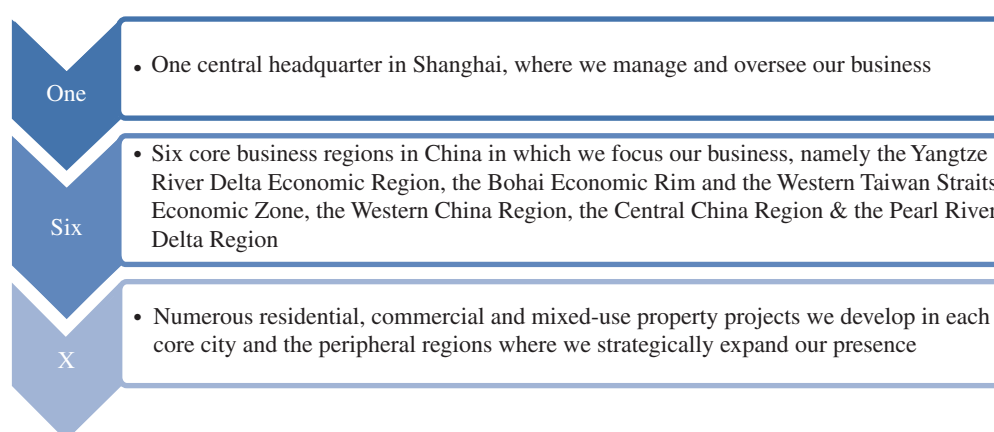 One
• One central headquarter in Shanghai, where we manage and oversee our business
Six
• Six core business regions in China in which we focus our business, namely the Yangtze
River Delta Economic Region, the Bohai Economic Rim and the Western Taiwan Straits
Economic Zone, the Western China Region, the Central China Region & the Pearl River
Delta Region
X
• Numerous residential, commercial and mixed-use property projects we develop in each
core city and the peripheral regions where we strategically expand our presence